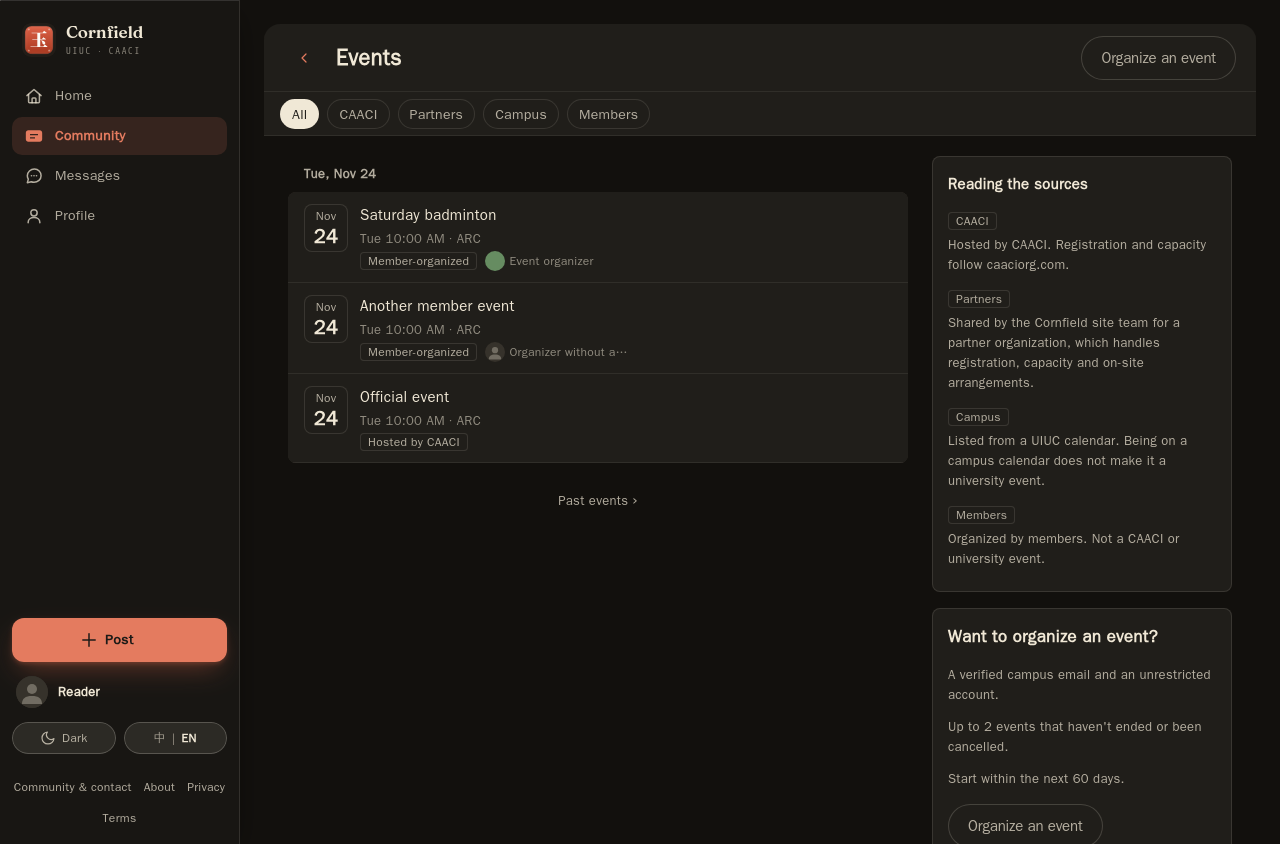 Cornfield
UIUC · CAACI
Home
Community
Messages
Profile
Post
Reader
Dark
中 | EN
Community & contact About Privacy
Terms
Events
Organize an event
All CAACI Partners Campus Members
Tue, Nov 24
Nov
24
Saturday badminton
Tue 10:00 AM · ARC
Member-organized Event organizer
Nov
24
Another member event
Tue 10:00 AM · ARC
Member-organized Organizer without a…
Nov
24
Official event
Tue 10:00 AM · ARC
Hosted by CAACI
Past events ›
Reading the sources
CAACI
Hosted by CAACI. Registration and capacity
follow caaciorg.com.
Partners
Shared by the Cornfield site team for a
partner organization, which handles
registration, capacity and on-site
arrangements.
Campus
Listed from a UIUC calendar. Being on a
campus calendar does not make it a
university event.
Members
Organized by members. Not a CAACI or
university event.
Want to organize an event?
A verified campus email and an unrestricted
account.
Up to 2 events that haven't ended or been
cancelled.
Start within the next 60 days.
Organize an event